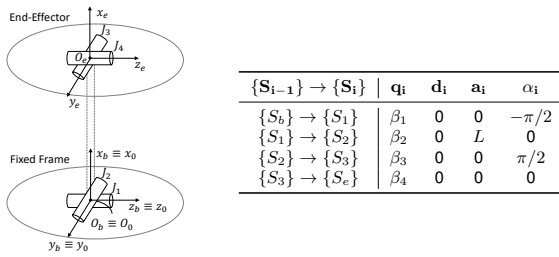 End-Effector
x_e
J_3
J_4
O_e
z_e
y_e
Fixed Frame
x_b ≡ x_0
J_2
J_1
z_b ≡ z_0
O_b ≡ O_0
y_b ≡ y_0
{S_{i−1}} → {S_i} | q_i d_i a_i α_i
{S_b} → {S_1} β_1 0 0 −π/2
{S_1} → {S_2} β_2 0 L 0
{S_2} → {S_3} β_3 0 0 π/2
{S_3} → {S_e} β_4 0 0 0